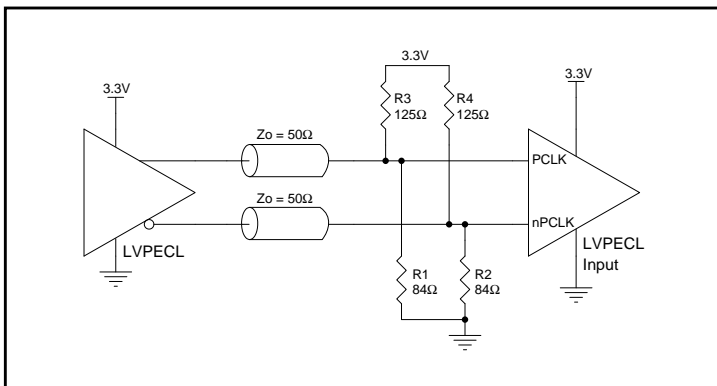 3.3V
3.3V
R3
125Ω
R4
125Ω
3.3V
Zo = 50Ω
PCLK
Zo = 50Ω
nPCLK
LVPECL
LVPECL
Input
R1
84Ω
R2
84Ω